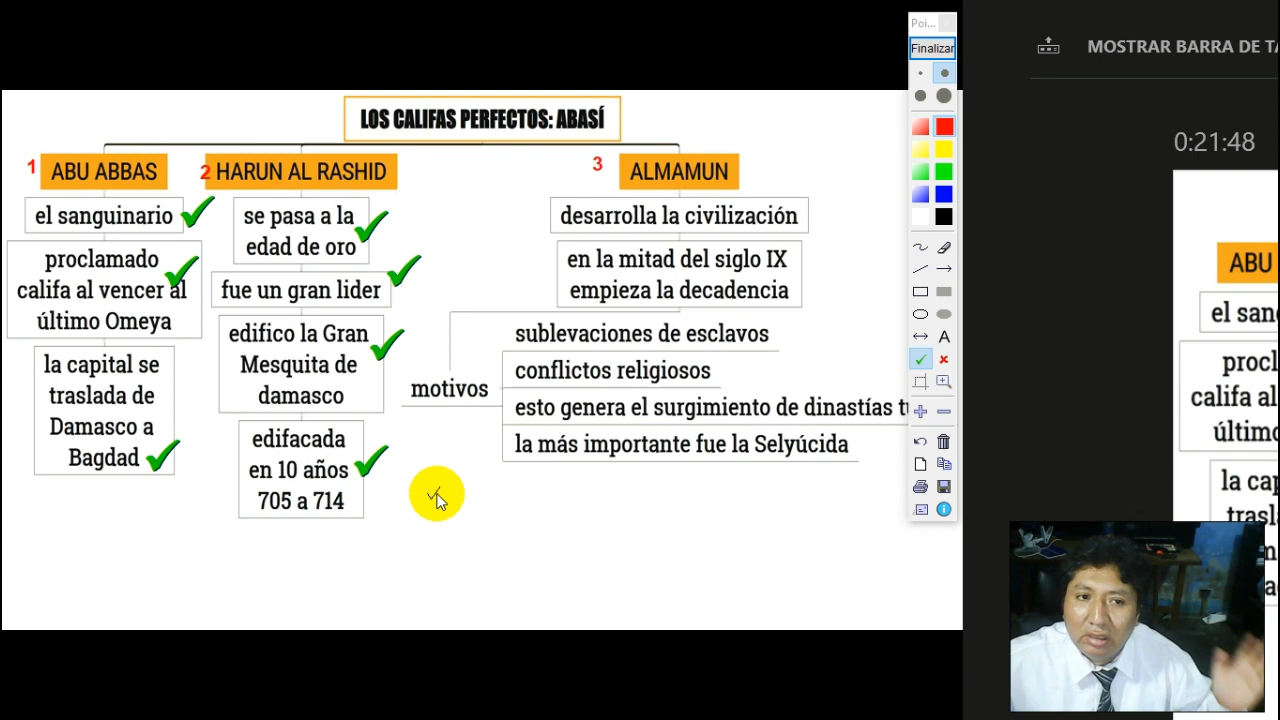 Poi...
Finalizar
MOSTRAR BARRA DE TA
0:21:48
LOS CALIFAS PERFECTOS: ABASÍ
1
ABU ABBAS
el sanguinario
proclamado
califa al vencer al
último Omeya
la capital se
traslada de
Damasco a
Bagdad
2
HARUN AL RASHID
se pasa a la
edad de oro
fue un gran lider
edifico la Gran
Mesquita de
damasco
edifacada
en 10 años
705 a 714
3
ALMAMUN
desarrolla la civilización
en la mitad del siglo IX
empieza la decadencia
motivos
sublevaciones de esclavos
conflictos religiosos
esto genera el surgimiento de dinastías
la más importante fue la Selyúcida
A
ABU
el san
procl
califa al
últim
la cap
trasl